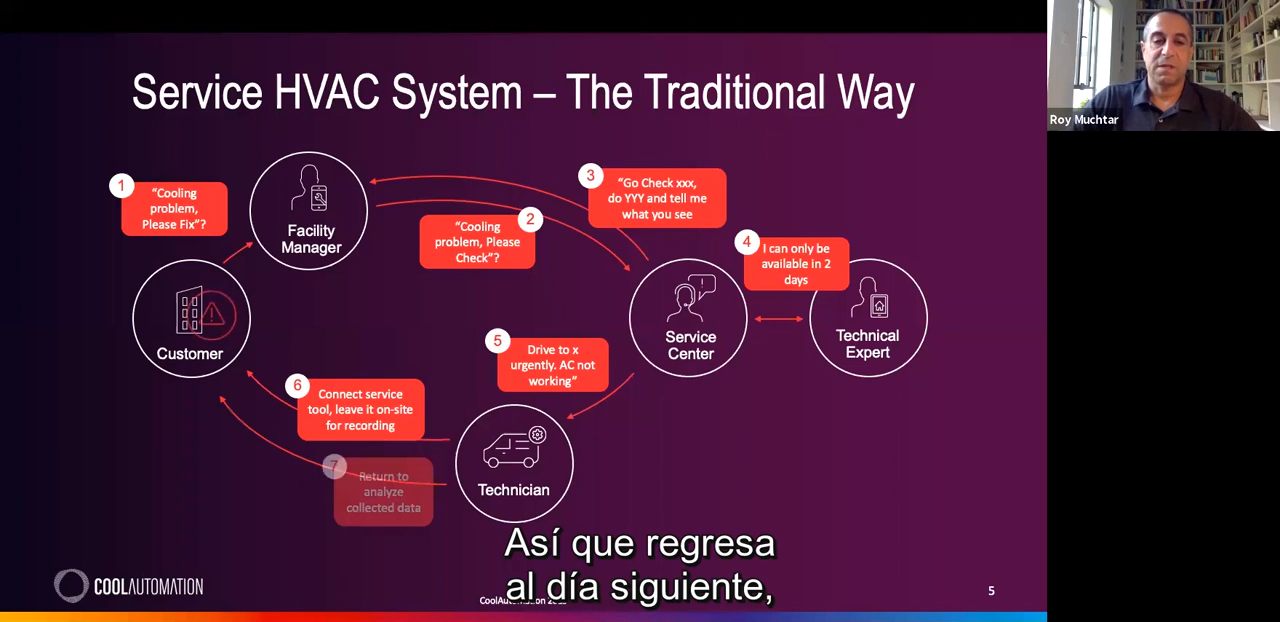 Service HVAC System – The Traditional Way
Roy Muchtar
1
“Cooling
problem,
Please Fix”?
Facility
Manager
2
“Cooling
problem, Please
Check”?
3
“Go Check xxx,
do YYY and tell me
what you see
4
I can only be
available in 2
days
Customer
Service
Center
Technical
Expert
5
Drive to x
urgently. AC not
working”
6
Connect service
tool, leave it on-site
for recording
7
Return to
analyze
collected data
Technician
Así que regresa
al día siguiente,
COOLAUTOMATION
CoolAutomation
5